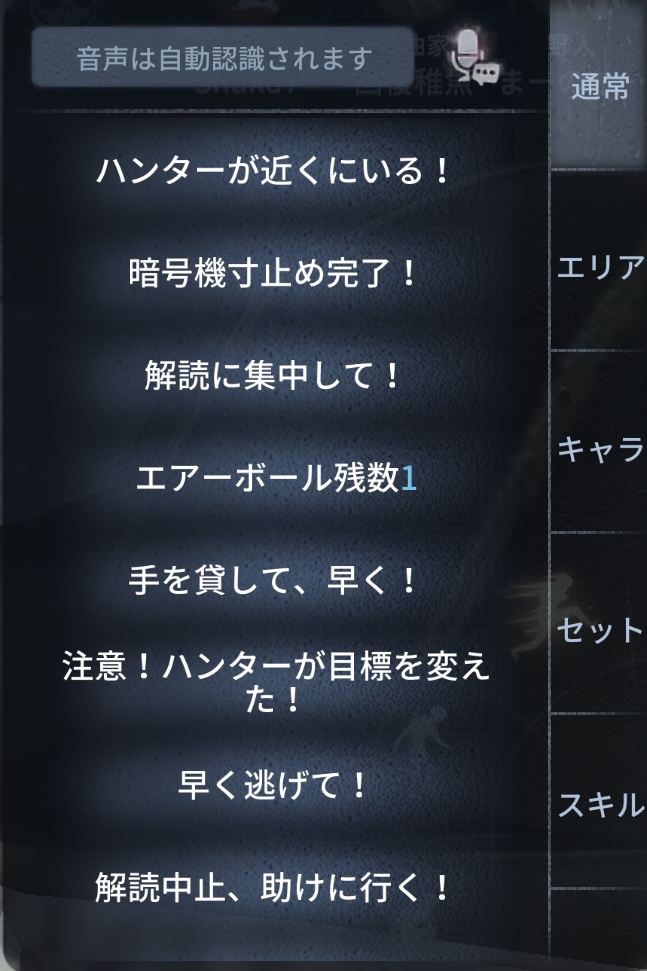 音声は自動認識されます
通常
ハンターが近くにいる！
エリア
暗号機寸止め完了！
解読に集中して！
キャラ
エアーボール残数1
手を貸して、早く！
セット
注意！ハンターが目標を変え
た！
早く逃げて！
スキル
解読中止、助けに行く！